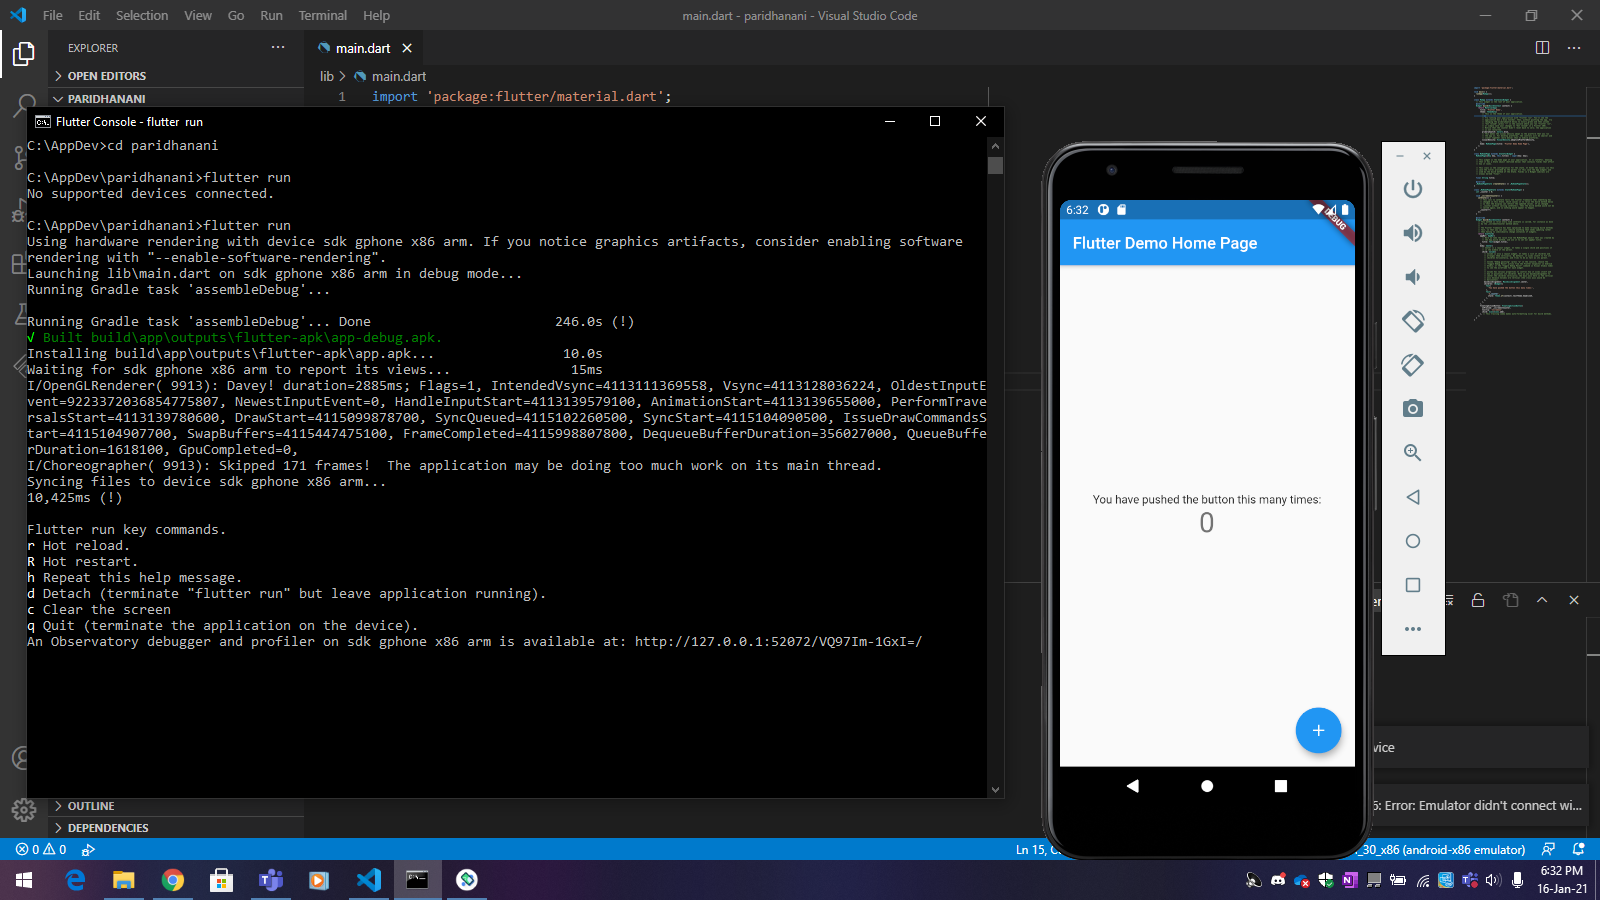 File Edit Selection View Go Run Terminal Help
main.dart - paridhanani - Visual Studio Code
EXPLORER
OPEN EDITORS
PARIDHANANI
main.dart
lib > main.dart
1 import 'package:flutter/material.dart';
Flutter Console - flutter run
C:\AppDev>cd paridhanani
C:\AppDev\paridhanani>flutter run
No supported devices connected.
C:\AppDev\paridhanani>flutter run
Using hardware rendering with device sdk gphone x86 arm. If you notice graphics artifacts, consider enabling software
rendering with "--enable-software-rendering".
Launching lib\main.dart on sdk gphone x86 arm in debug mode...
Running Gradle task 'assembleDebug'...
Running Gradle task 'assembleDebug'... Done 246.0s (!)
√ Built build\app\outputs\flutter-apk\app-debug.apk.
Installing build\app\outputs\flutter-apk\app.apk... 10.0s
Waiting for sdk gphone x86 arm to report its views... 15ms
I/OpenGLRenderer( 9913): Davey! duration=2885ms; Flags=1, IntendedVsync=4113111369558, Vsync=4113128036224, OldestInputE
vent=9223372036854775807, NewestInputEvent=0, HandleInputStart=4113139579100, AnimationStart=4113139655000, PerformTrave
rsalsStart=4113139780600, DrawStart=4115099878700, SyncQueued=4115102260500, SyncStart=4115104090500, IssueDrawCommandsS
tart=4115104907700, SwapBuffers=4115447475100, FrameCompleted=4115998807800, DequeueBufferDuration=356027000, QueueBuffe
rDuration=1618100, GpuCompleted=0,
I/Choreographer( 9913): Skipped 171 frames!  The application may be doing too much work on its main thread.
Syncing files to device sdk gphone x86 arm...
10,425ms (!)
Flutter run key commands.
r Hot reload.
R Hot restart.
h Repeat this help message.
d Detach (terminate "flutter run" but leave application running).
c Clear the screen
q Quit (terminate the application on the device).
An Observatory debugger and profiler on sdk gphone x86 arm is available at: http://127.0.0.1:52072/VQ97Im-1GxI=/
6:32
DEBUG
Flutter Demo Home Page
You have pushed the button this many times:
0
+
vice
: Error: Emulator didn't connect wi...
OUTLINE
DEPENDENCIES
0 0
Ln 15,
_30_x86 (android-x86 emulator)
6:32 PM
16-Jan-21